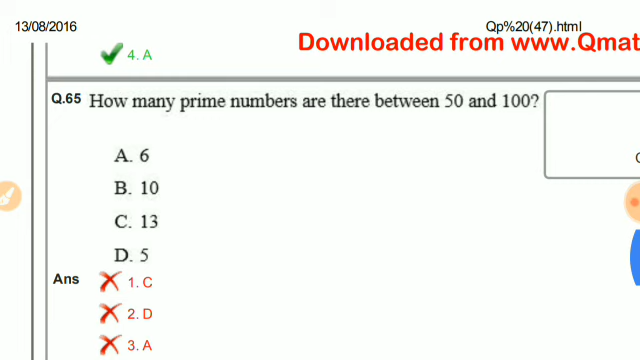 13/08/2016 Qp%20(47).html
Downloaded from www.Qmat
4. A
Q.65 How many prime numbers are there between 50 and 100?
A. 6
B. 10
C. 13
D. 5
Ans 1. C
2. D
3. A